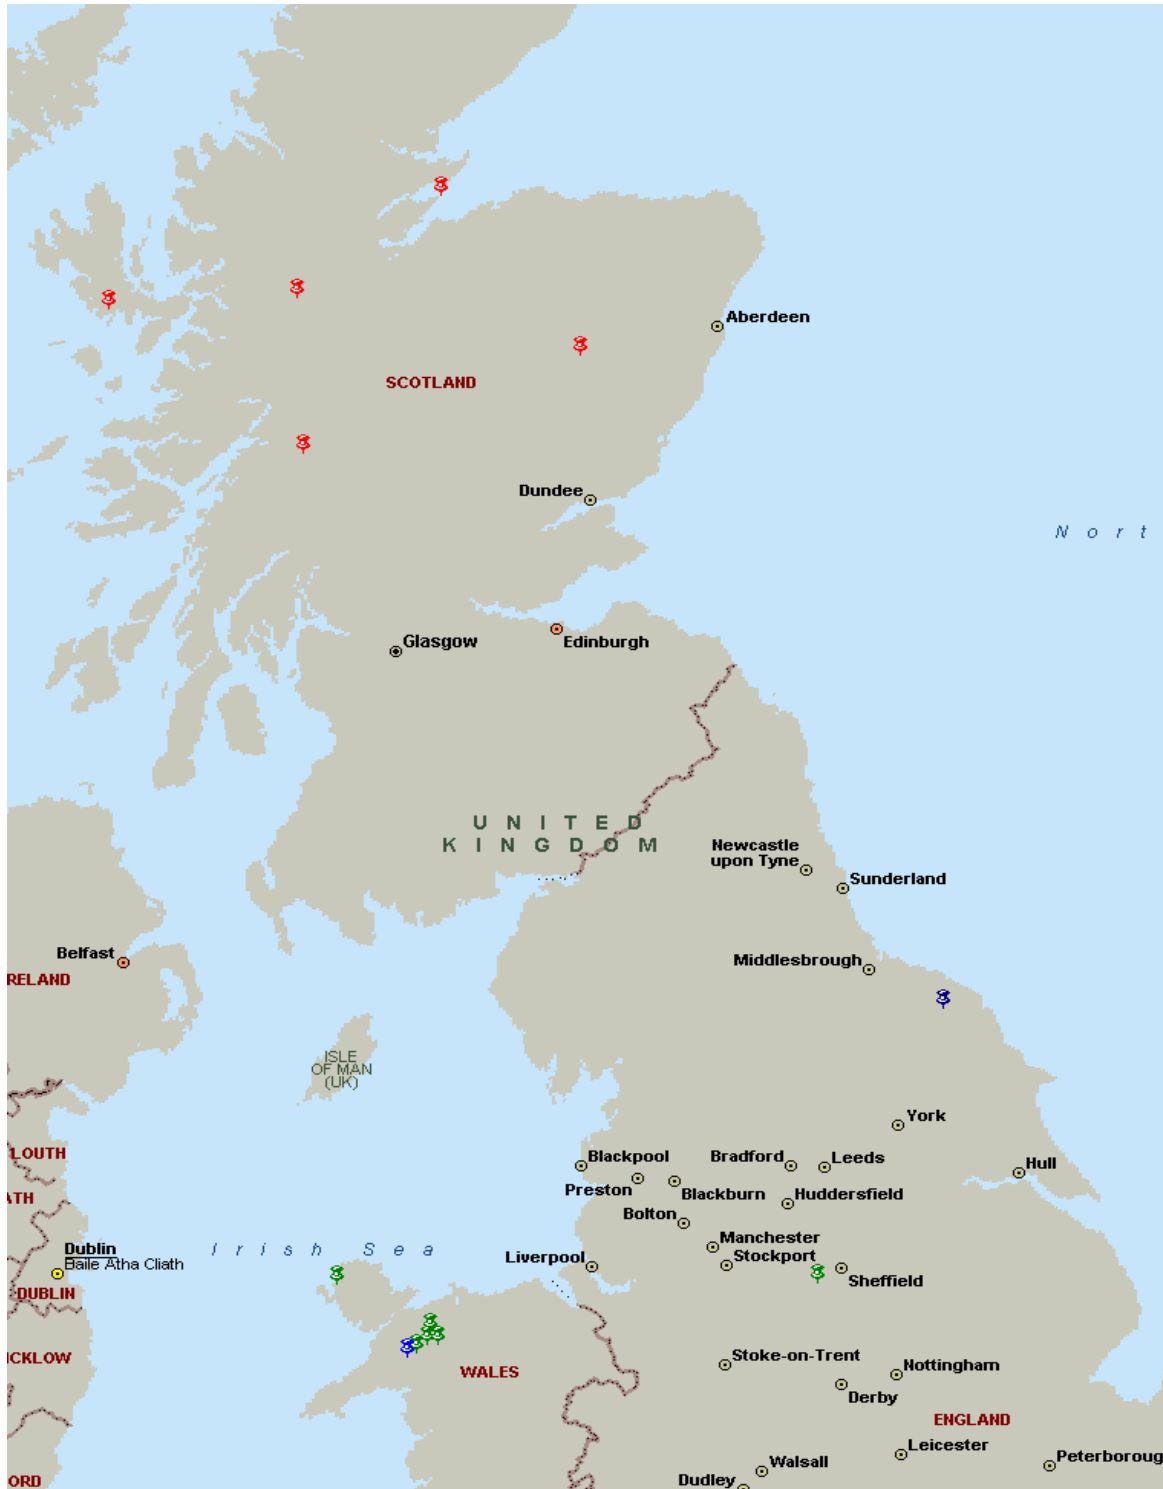 Aberdeen
SCOTLAND
Dundee
N o r t
Glasgow
Edinburgh
U N I T E D
K I N G D O M
Newcastle
upon Tyne
Sunderland
Belfast
Middlesbrough
RELAND
ISLE
OF MAN
(UK)
York
LOUTH
Blackpool
Bradford
Leeds
Hull
ATH
Preston
Blackburn
Huddersfield
Bolton
Manchester
Dublin
I r i s h S e a
Liverpool
Stockport
Baile Atha Cliath
Sheffield
DUBLIN
ICKLOW
WALES
Stoke-on-Trent
Nottingham
Derby
ENGLAND
Leicester
Peterboroug
Walsall
Dudley
ORD